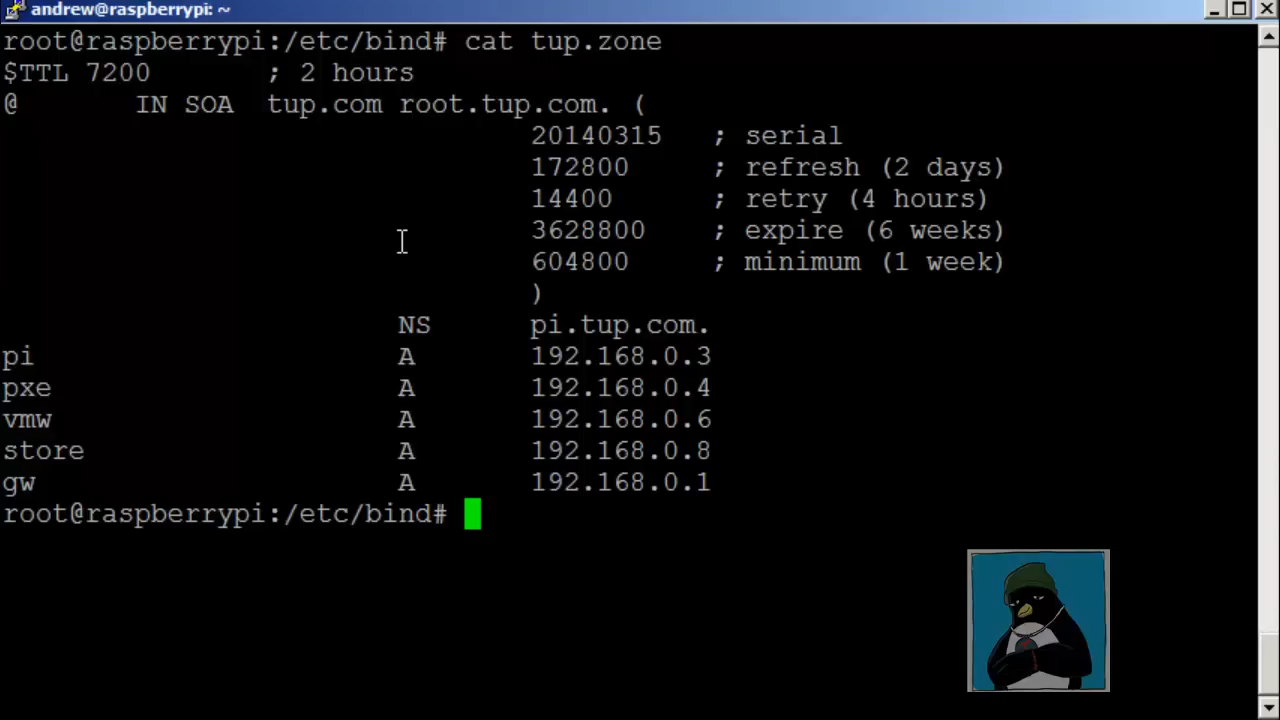 andrew@raspberrypi: ~
root@raspberrypi:/etc/bind# cat tup.zone
$TTL 7200 ; 2 hours
@ IN SOA tup.com root.tup.com. (
20140315 ; serial
172800 ; refresh (2 days)
14400 ; retry (4 hours)
3628800 ; expire (6 weeks)
604800 ; minimum (1 week)
)
NS pi.tup.com.
pi A 192.168.0.3
pxe A 192.168.0.4
vmw A 192.168.0.6
store A 192.168.0.8
gw A 192.168.0.1
root@raspberrypi:/etc/bind#